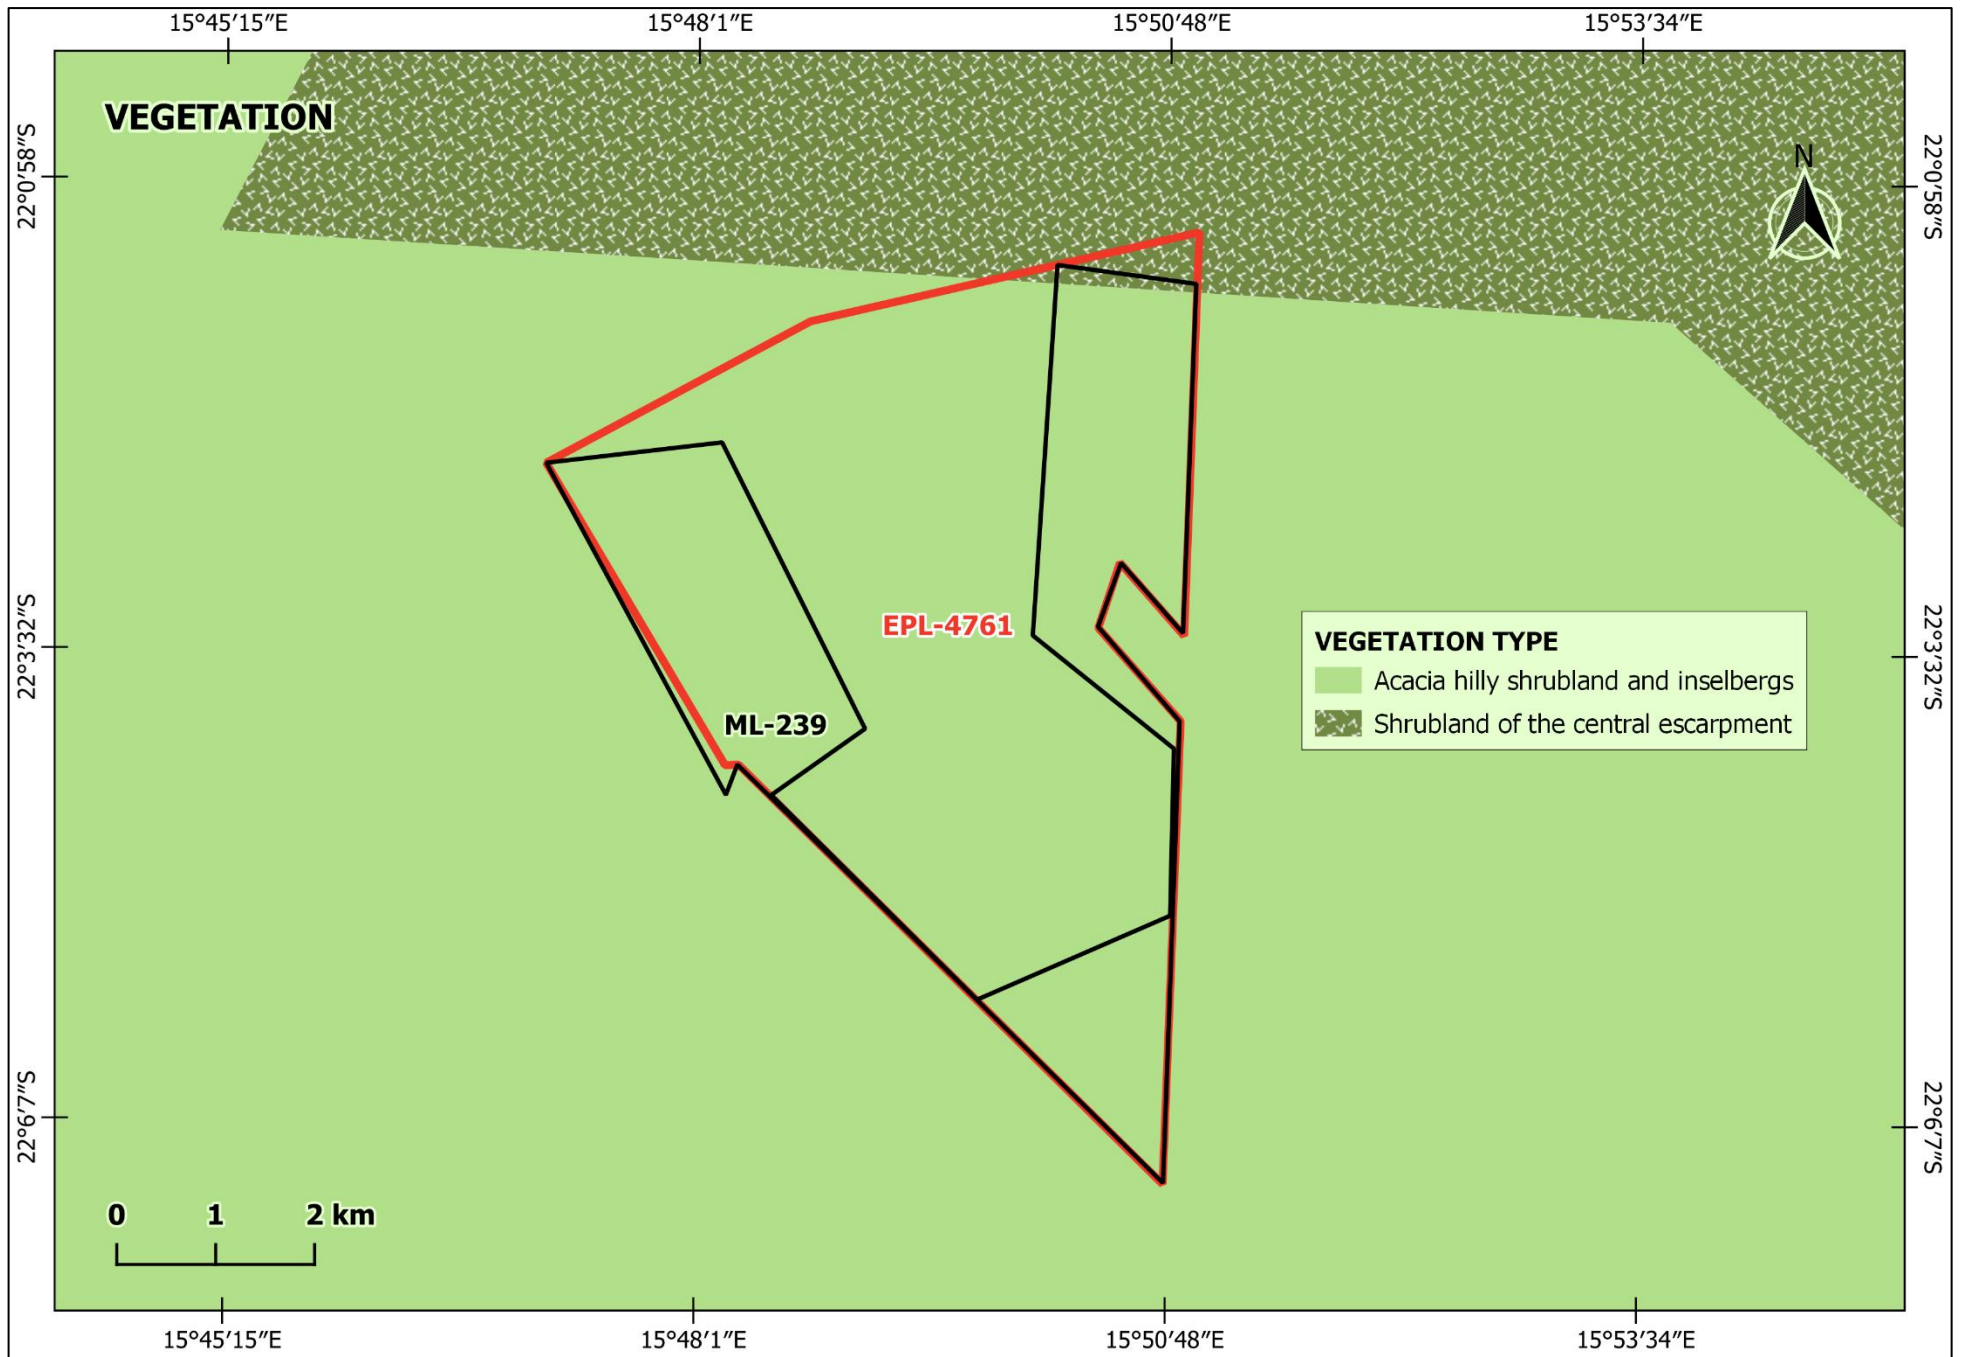 15°45′15″E 15°48′1″E 15°50′48″E 15°53′34″E
VEGETATION
22°0′58″S
22°0′58″S
N
EPL-4761
22°3′32″S
22°3′32″S
VEGETATION TYPE
Acacia hilly shrubland and inselbergs
Shrubland of the central escarpment
ML-239
22°6′7″S
22°6′7″S
0 1 2 km
15°45′15″E 15°48′1″E 15°50′48″E 15°53′34″E